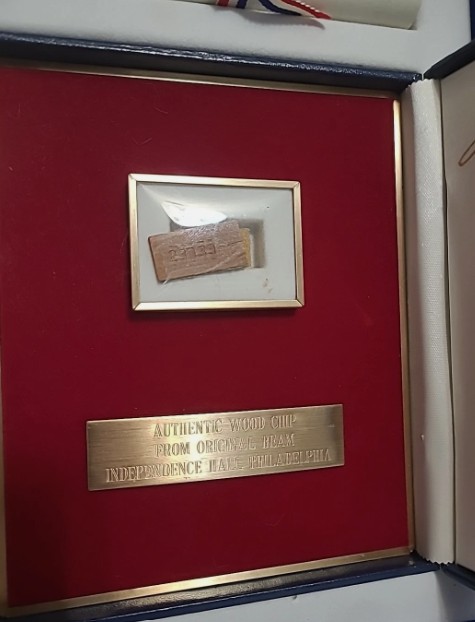 AUTHENTIC WOOD CHIP
FROM ORIGINAL BEAM
INDEPENDENCE HALL PHILADELPHIA